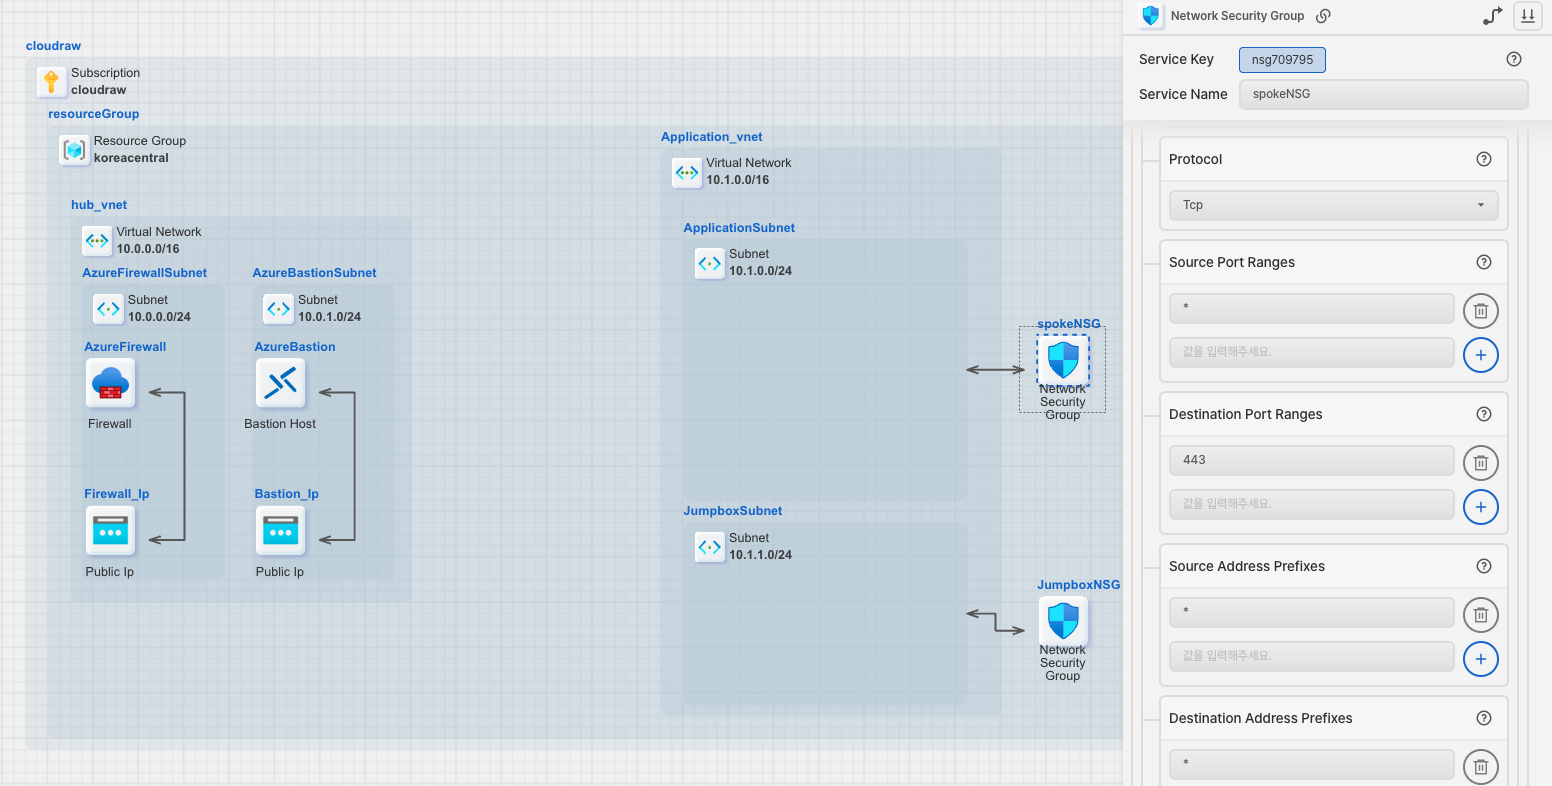 cloudraw
Subscription
cloudraw
resourceGroup
Resource Group
koreacentral
hub_vnet
Virtual Network
10.0.0.0/16
AzureFirewallSubnet
Subnet
10.0.0.0/24
AzureBastionSubnet
Subnet
10.0.1.0/24
AzureFirewall
Firewall
AzureBastion
Bastion Host
Firewall_Ip
Public Ip
Bastion_Ip
Public Ip
Application_vnet
Virtual Network
10.1.0.0/16
ApplicationSubnet
Subnet
10.1.0.0/24
spokeNSG
Network
Security
Group
JumpboxSubnet
Subnet
10.1.1.0/24
JumpboxNSG
Network
Security
Group
Network Security Group
Service Key
nsg709795
Service Name
spokeNSG
Protocol
Tcp
Source Port Ranges
*
값을 입력해주세요.
Destination Port Ranges
443
값을 입력해주세요.
Source Address Prefixes
*
값을 입력해주세요.
Destination Address Prefixes
*